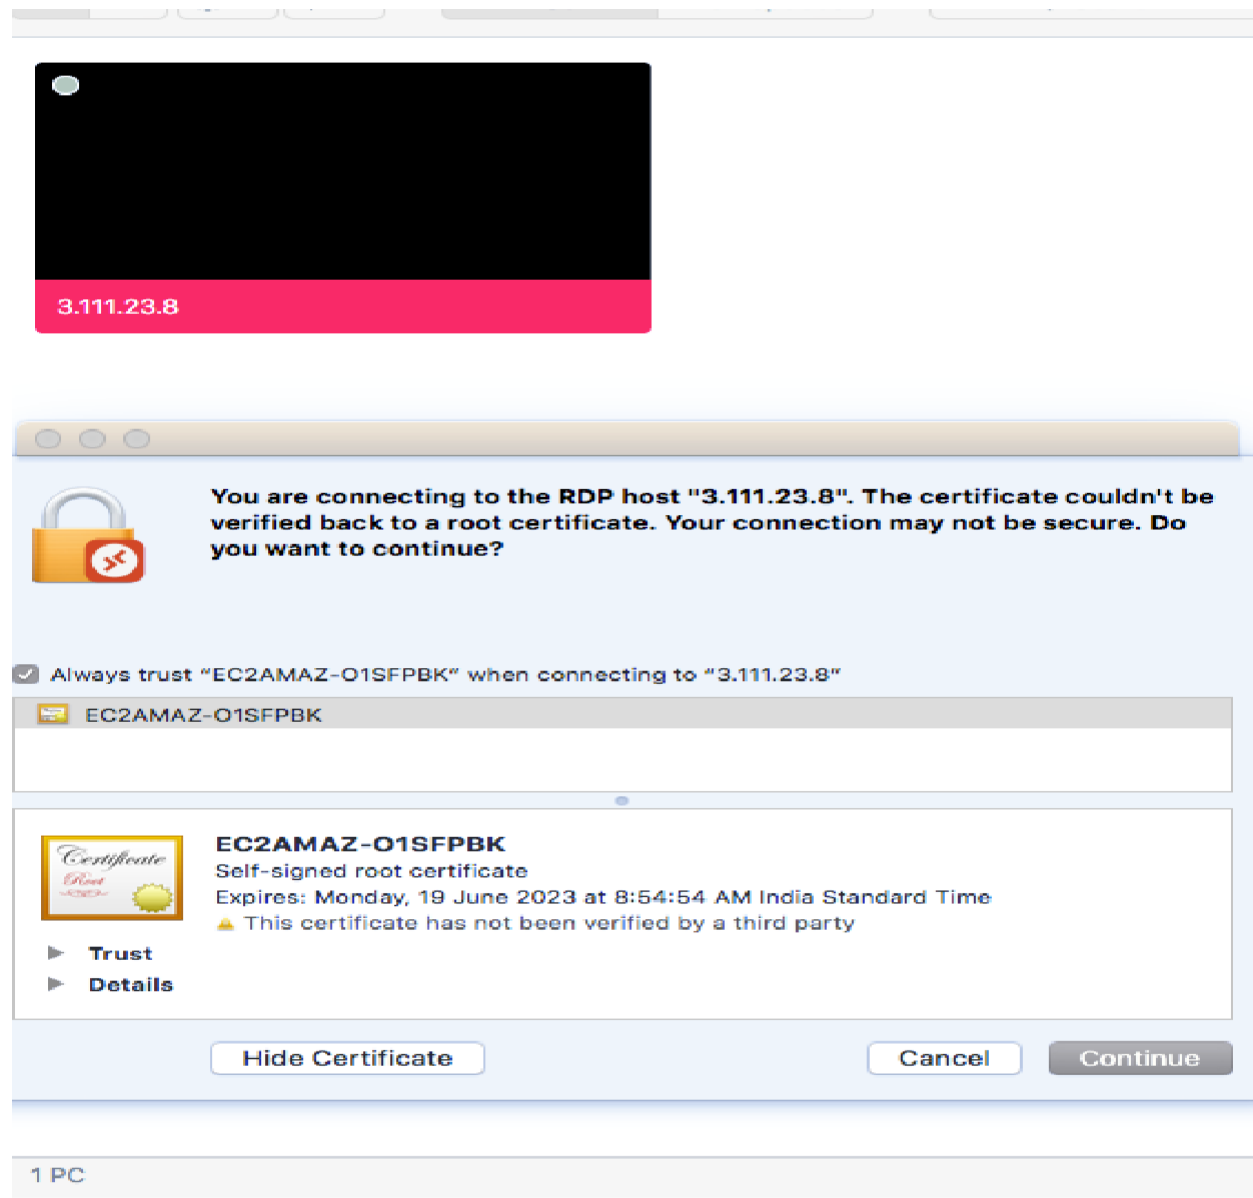 3.111.23.8
You are connecting to the RDP host "3.111.23.8". The certificate couldn't be
verified back to a root certificate. Your connection may not be secure. Do
you want to continue?
Always trust “EC2AMAZ-O1SFPBK” when connecting to “3.111.23.8”
EC2AMAZ-O1SFPBK
Certificate
Root
EC2AMAZ-O1SFPBK
Self-signed root certificate
Expires: Monday, 19 June 2023 at 8:54:54 AM India Standard Time
This certificate has not been verified by a third party
Trust
Details
Hide Certificate
Cancel
Continue
1 PC